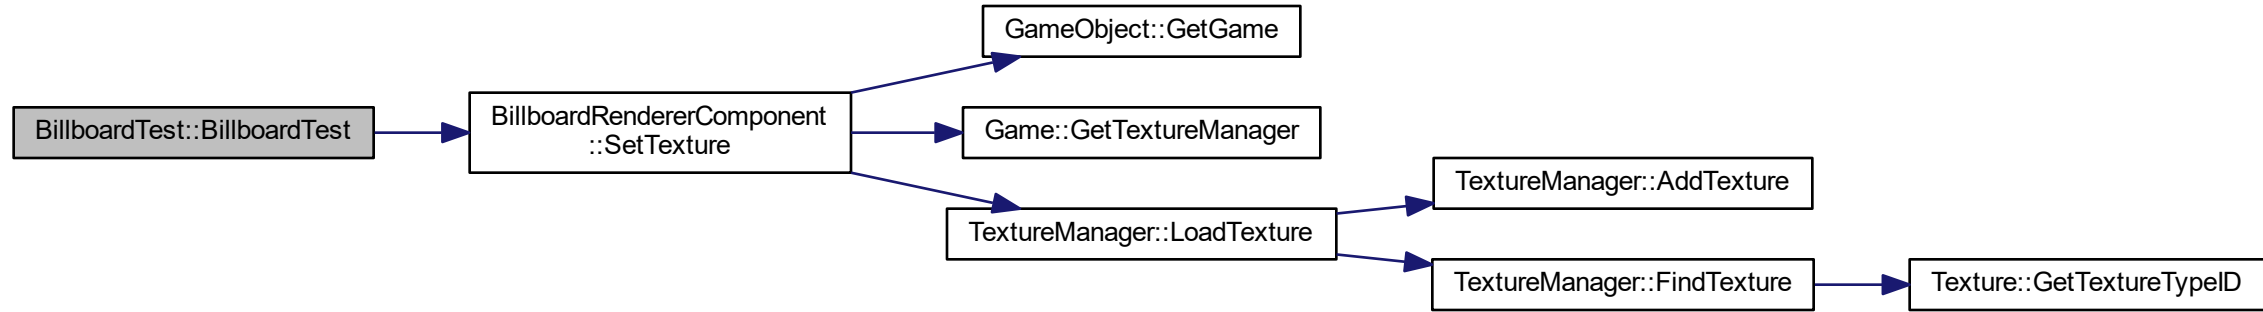 GameObject::GetGame
BillboardTest::BillboardTest
BillboardRendererComponent
::SetTexture
Game::GetTextureManager
TextureManager::LoadTexture
TextureManager::AddTexture
TextureManager::FindTexture
Texture::GetTextureTypeID